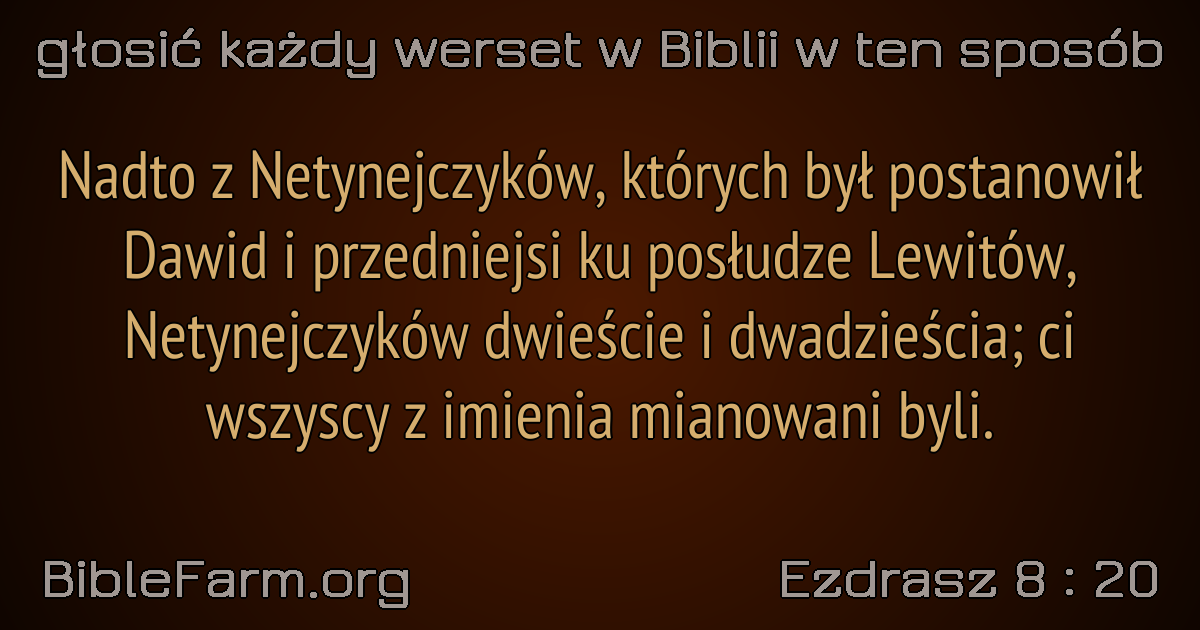 głosić każdy werset w Biblii w ten sposób
Nadto z Netynejczyków, których był postanowił
Dawid i przedniejsi ku posłudze Lewitów,
Netynejczyków dwieście i dwadzieścia; ci
wszyscy z imienia mianowani byli.
BibleFarm.org
Ezdrasz 8 : 20